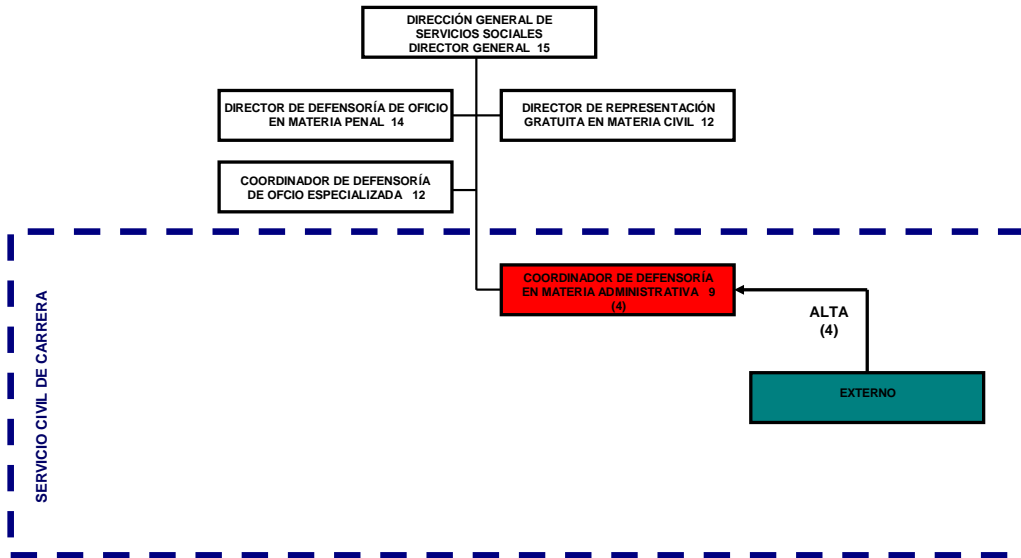 DIRECCIÓN GENERAL DE
SERVICIOS SOCIALES
DIRECTOR GENERAL 15
DIRECTOR DE DEFENSORÍA DE OFICIO
EN MATERIA PENAL 14
DIRECTOR DE REPRESENTACIÓN
GRATUITA EN MATERIA CIVIL 12
COORDINADOR DE DEFENSORÍA
DE OFCIO ESPECIALIZADA 12
SERVICIO CIVIL DE CARRERA
COORDINADOR DE DEFENSORÍA
EN MATERIA ADMINISTRATIVA 9
(4)
ALTA
(4)
EXTERNO